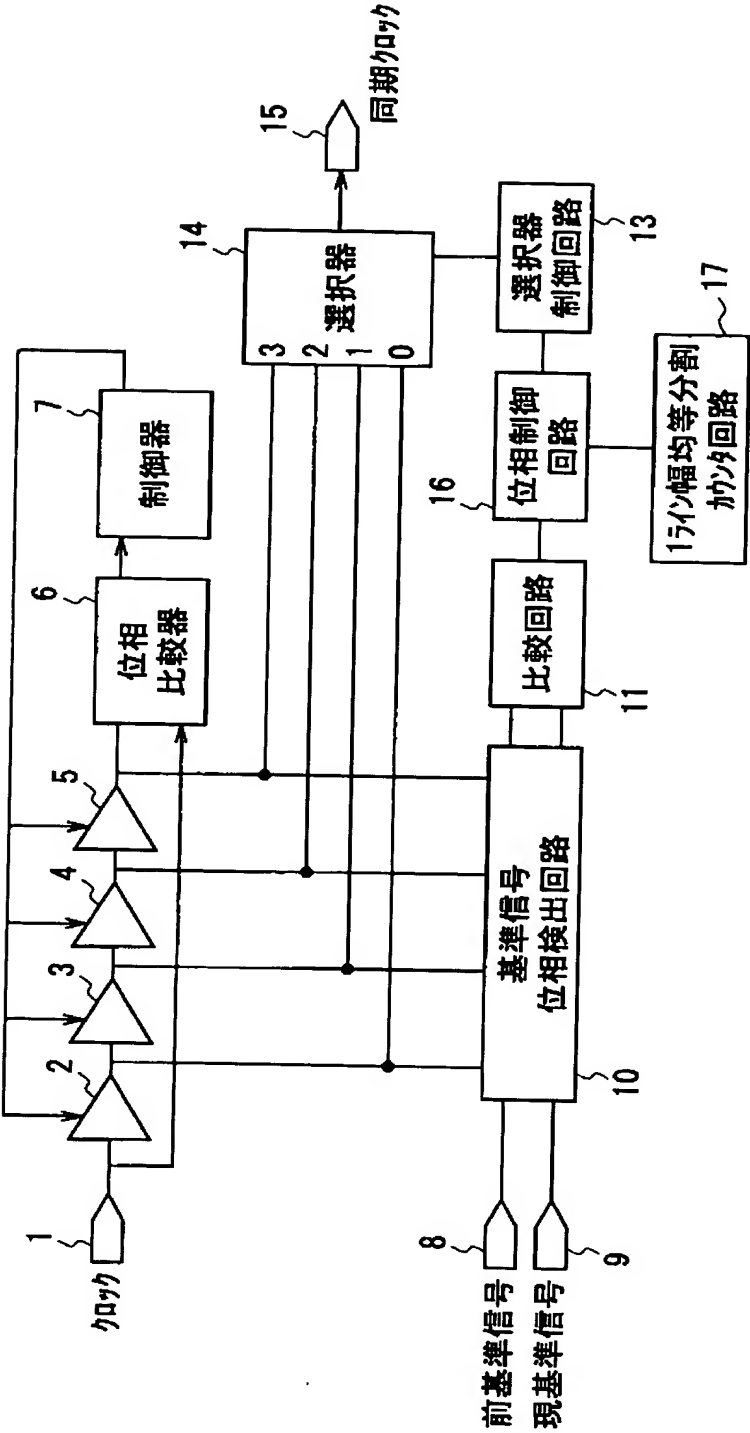 クロック
1
2
3
4
5
6
位相
比較器
7
制御器
14
選択器
3
2
1
0
15
同期クロック
前基準信号
8
現基準信号
9
基準信号
位相検出回路
10
比較回路
11
位相制御
回路
16
選択器
制御回路
13
1ライン幅均等分割
カウンタ回路
17